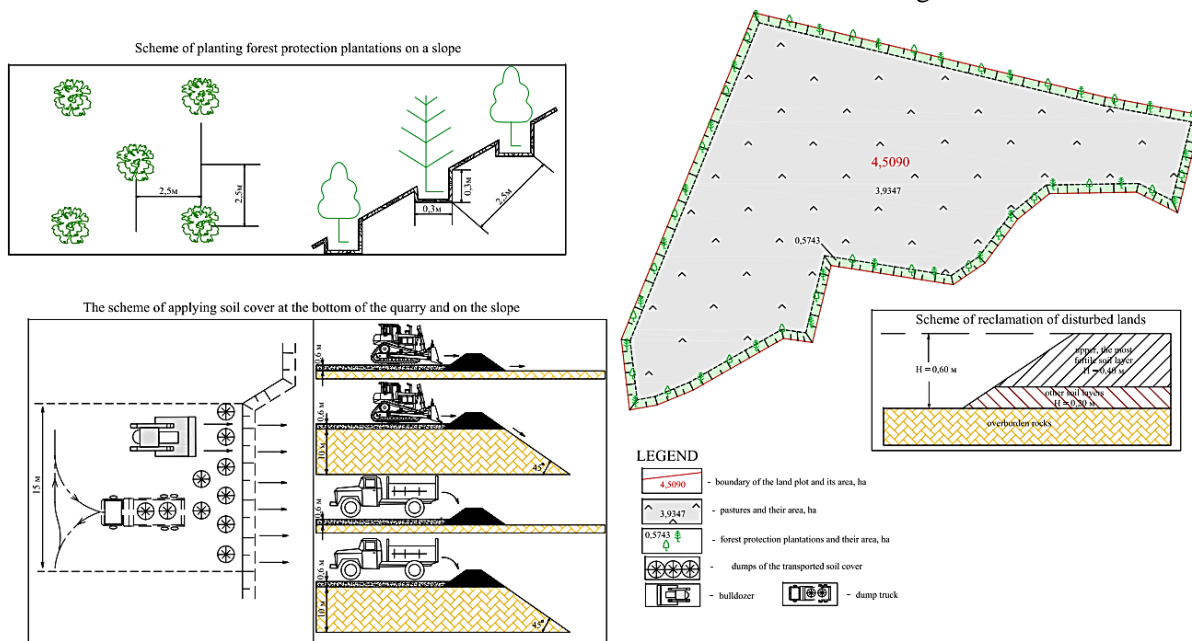 Scheme of planting forest protection plantations on a slope
2,5м
2,5м
0,3м
0,3м
2,5м
4,5090
3,9347
0,5743
The scheme of applying soil cover at the bottom of the quarry and on the slope
15 м
0,6 м
0,6 м
10 м
45°
0,6 м
0,6 м
10 м
45°
Scheme of reclamation of disturbed lands
H = 0,60 м
upper, the most
fertile soil layer
H = 0,40 м
other soil layers
H = 0,20 м
overburden rocks
LEGEND
4,5090 - boundary of the land plot and its area, ha
3,9347 - pastures and their area, ha
0,5743 - forest protection plantations and their area, ha
- dumps of the transported soil cover
- bulldozer - dump truck